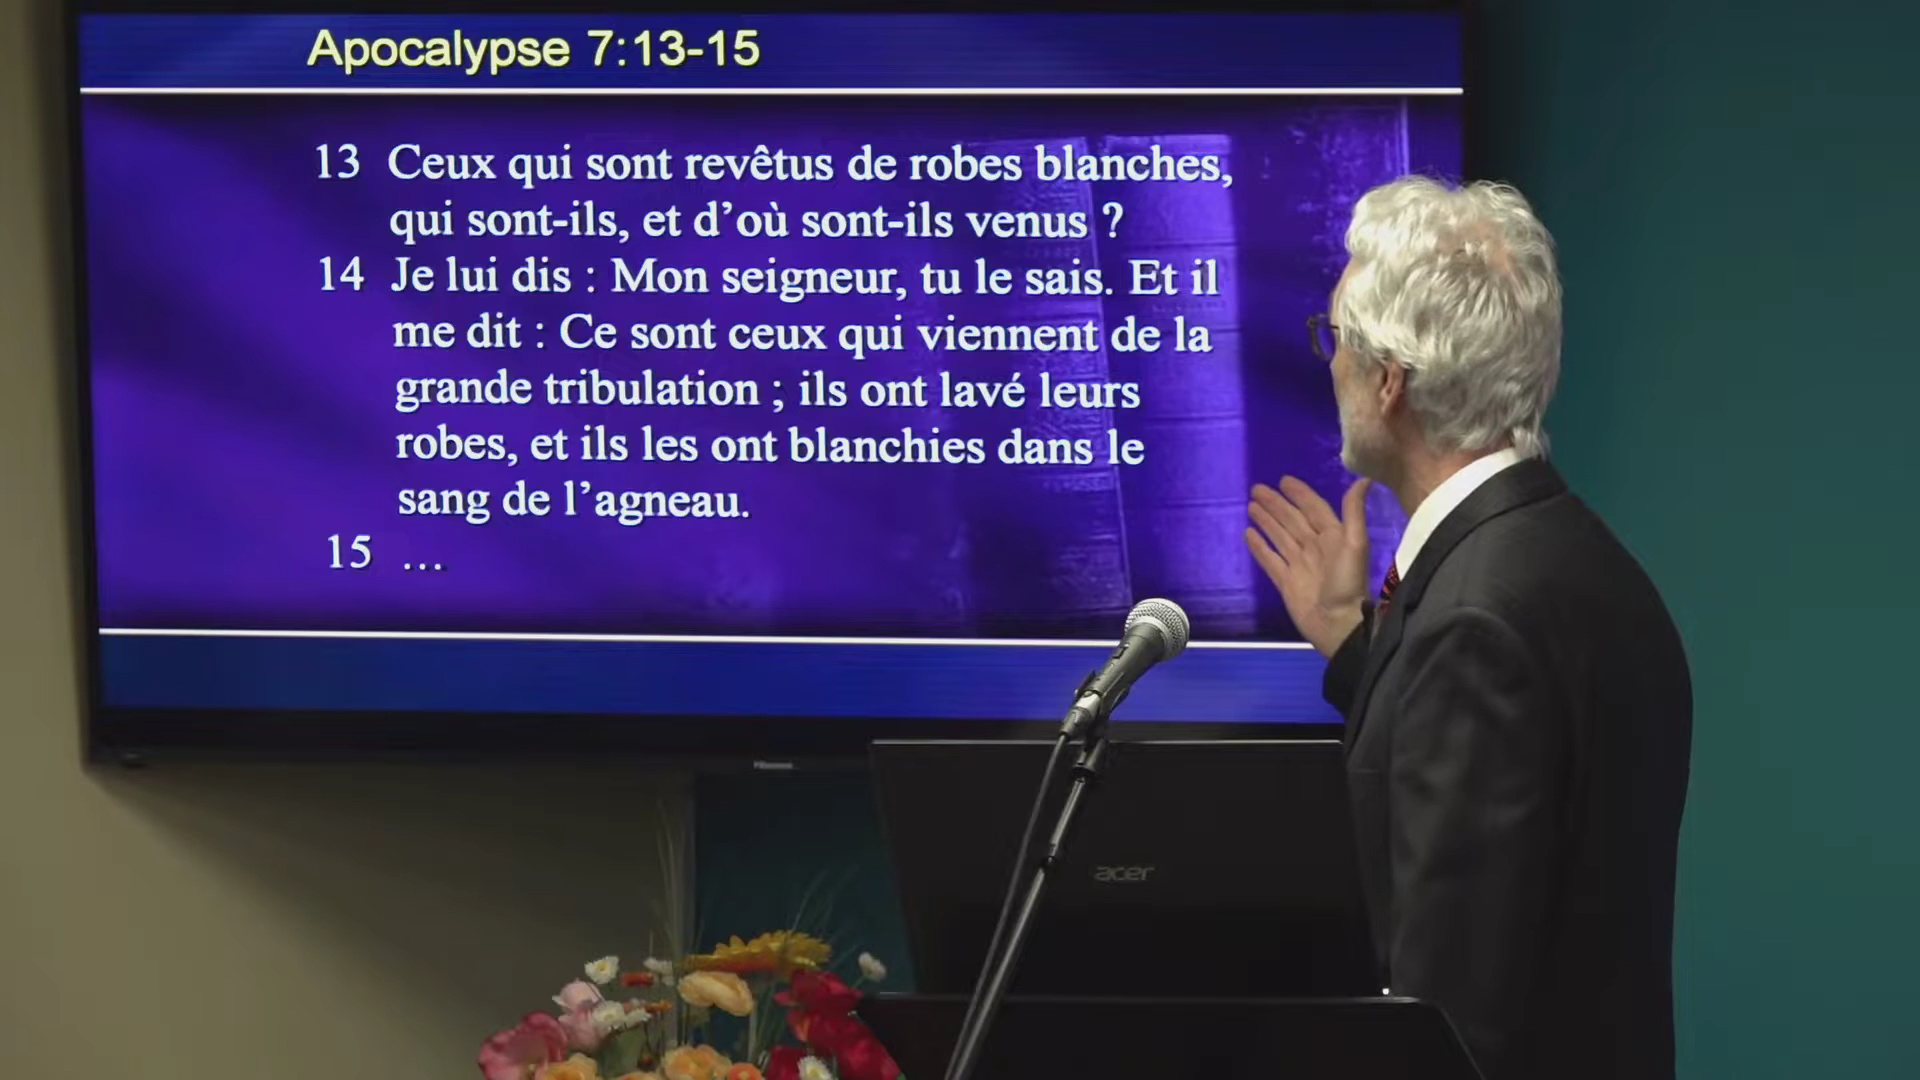 Apocalypse 7:13-15
13 Ceux qui sont revêtus de robes blanches,
qui sont-ils, et d’où sont-ils venus ?
14 Je lui dis : Mon seigneur, tu le sais. Et il
me dit : Ce sont ceux qui viennent de la
grande tribulation ; ils ont lavé leurs
robes, et ils les ont blanchies dans le
sang de l’agneau.
15 ...
Hisense
acer